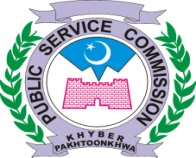 PUBLIC SERVICE COMMISSION
KHYBER
PAKHTOONKHWA